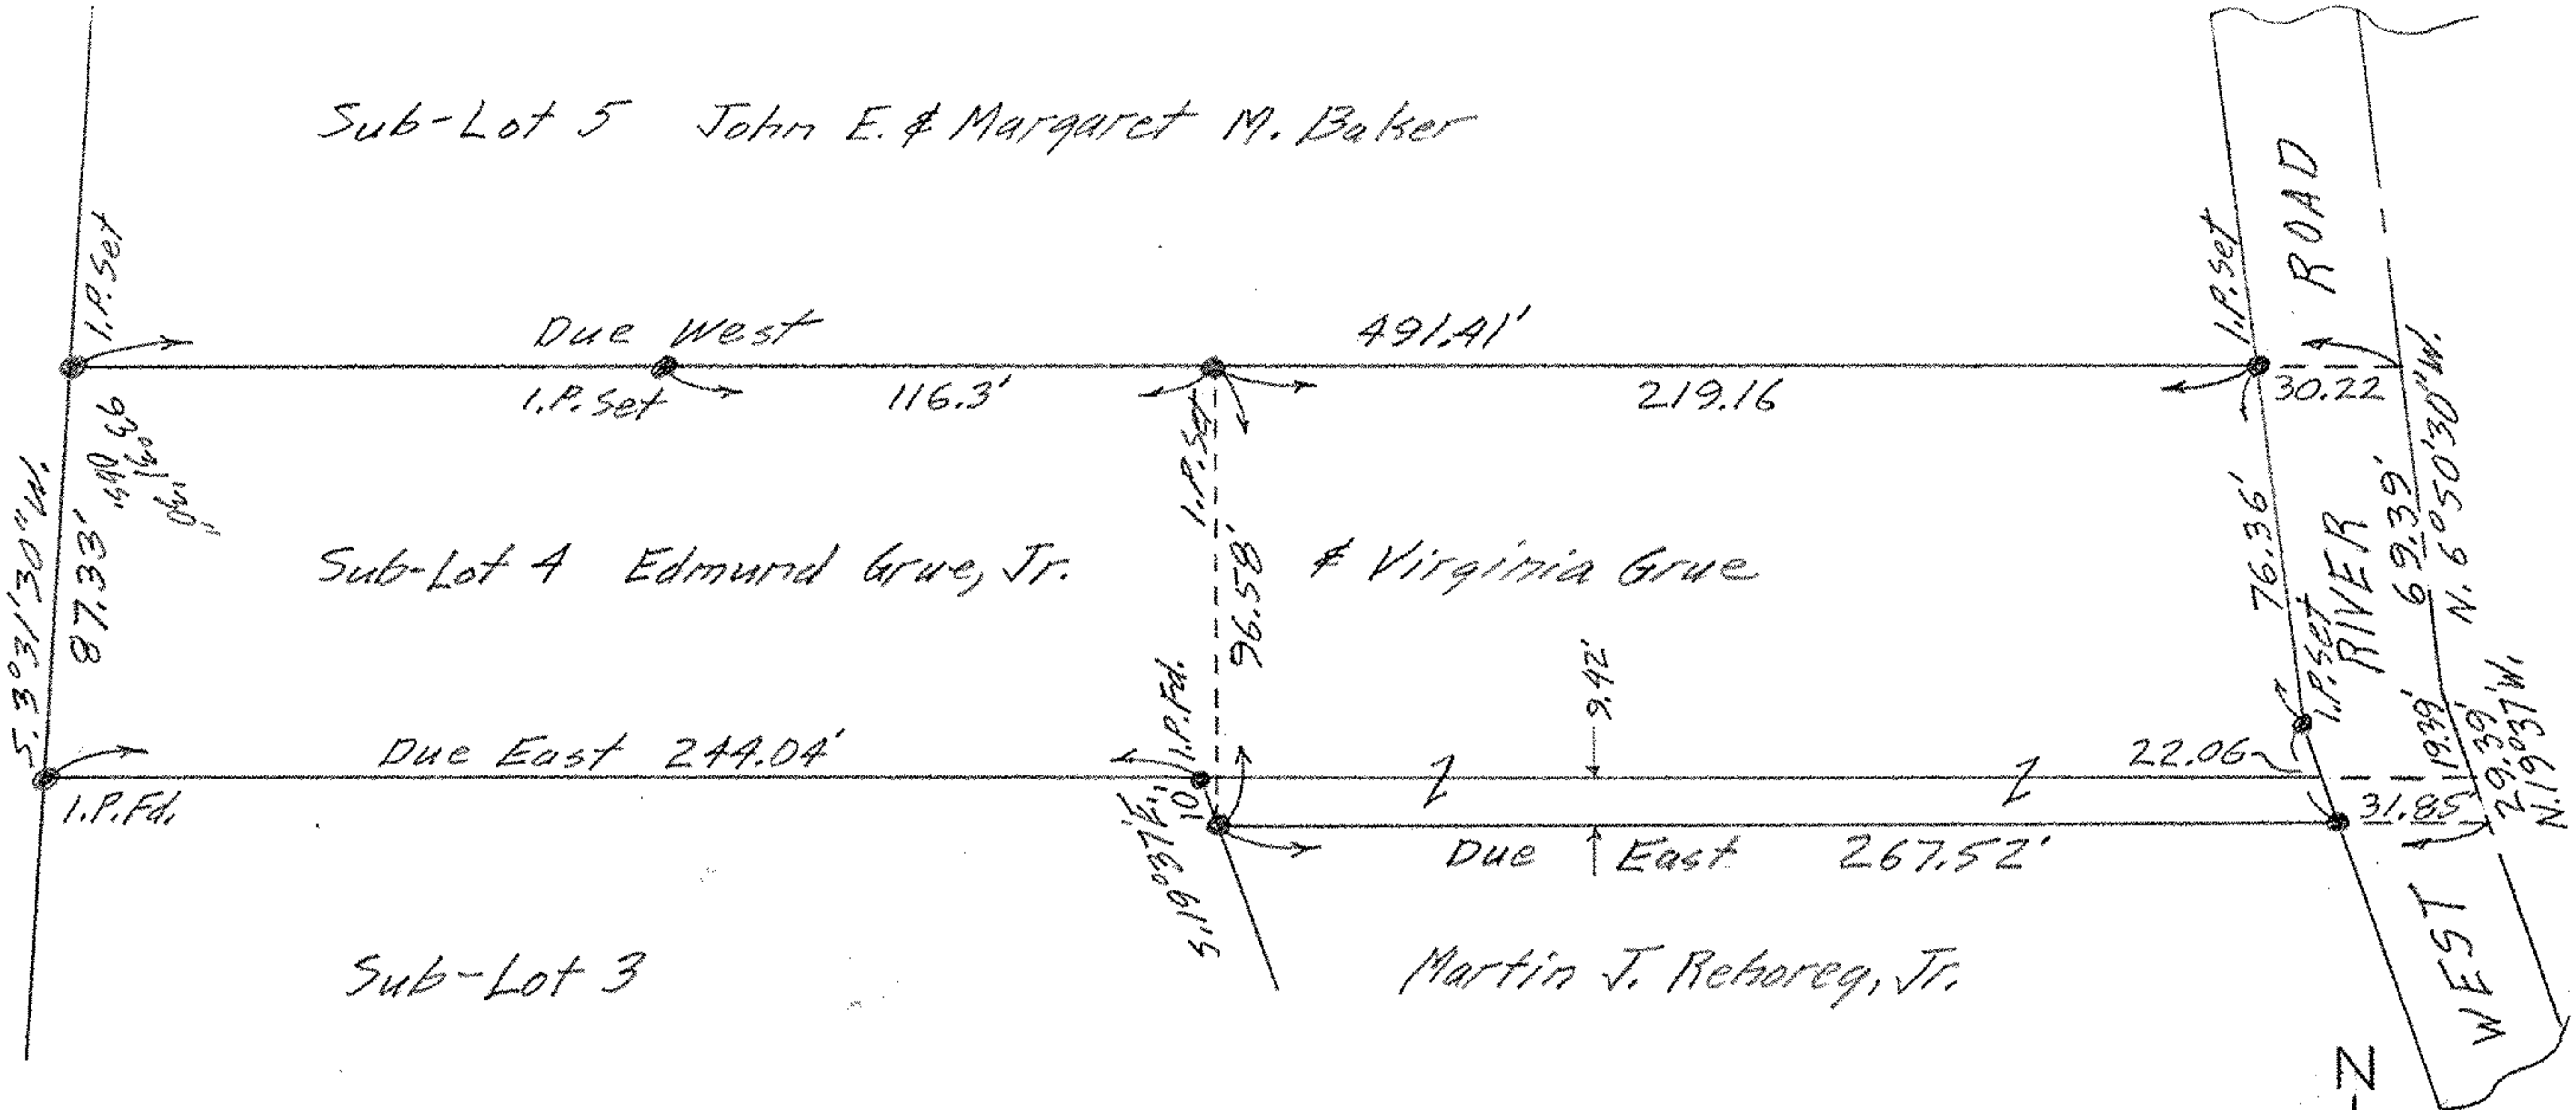 Sub-Lot 5 John E. & Margaret M. Baker
I.P. Set
I.P. Set
ROAD
Due West 491.41'
I.P. Set 116.3' 219.16 30.22
I.P. Set
S. 3°31'30" W.
87.33'
Sub-Lot 4 Edmund Grue, Jr. & Virginia Grue
96.58'
76.36'
RIVER
69.39'
N. 6°50'30" W.
I.P. Set
I.P. Fd.
9.42'
Due East 244.04'
22.06
19.39'
29.39'
N. 19°37' W.
I.P. Fd.
S. 19°37' E.
10'
31.85
Due East 267.52'
WEST
Sub-Lot 3 Martin J. Rehoreg, Jr.
N